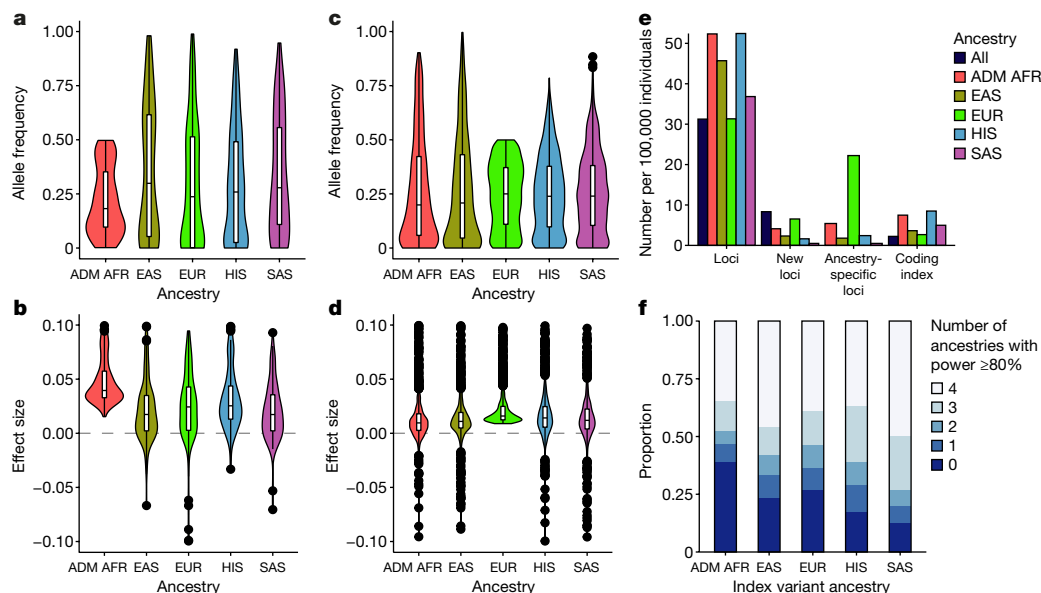 a
1.00
0.75
0.50
0.25
0
Allele frequency
ADM AFR EAS EUR HIS SAS
Ancestry
b
0.10
0.05
0.00
−0.05
−0.10
Effect size
ADM AFR EAS EUR HIS SAS
Ancestry
c
1.00
0.75
0.50
0.25
0
Allele frequency
ADM AFR EAS EUR HIS SAS
Ancestry
d
0.10
0.05
0.00
−0.05
−0.10
Effect size
ADM AFR EAS EUR HIS SAS
Ancestry
e
50
40
30
20
10
0
Number per 100,000 individuals
Loci
New
loci
Ancestry-
specific
loci
Coding
index
Ancestry
All
ADM AFR
EAS
EUR
HIS
SAS
f
1.00
0.75
0.50
0.25
0
Proportion
ADM AFR EAS EUR HIS SAS
Index variant ancestry
Number of
ancestries with
power ≥80%
4
3
2
1
0